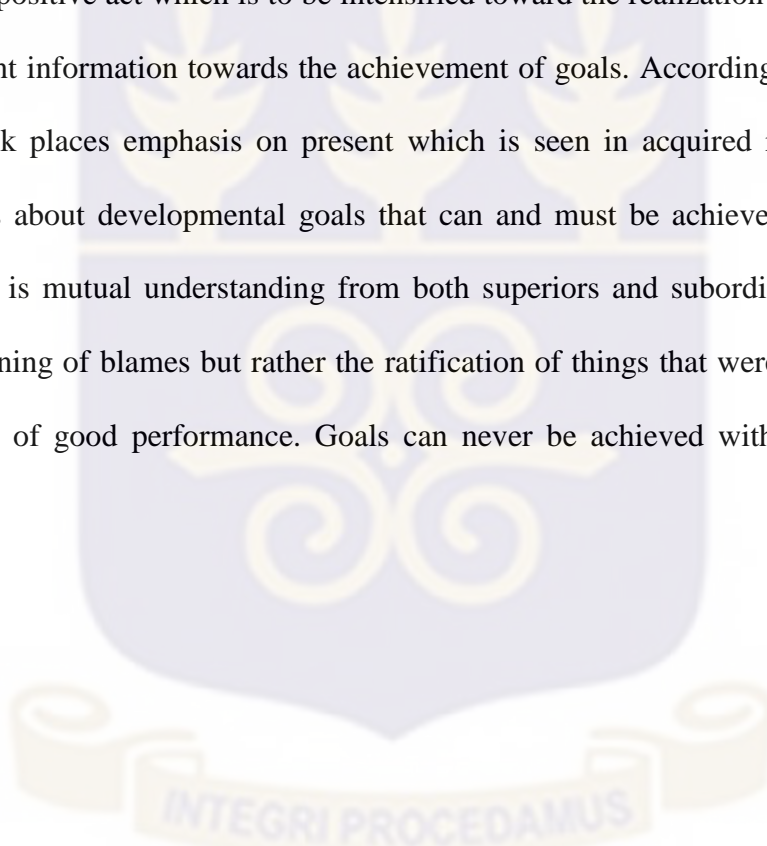 positive act which is to be intensified toward the realization
nt information towards the achievement of goals. According
k places emphasis on present which is seen in acquired
about developmental goals that can and must be achieve
is mutual understanding from both superiors and subordi
ning of blames but rather the ratification of things that were
of good performance. Goals can never be achieved with
INTEGRI PROCEDAMUS